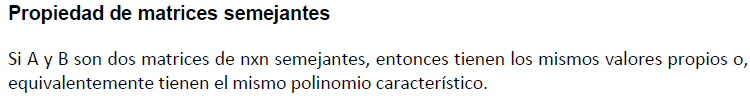 Propiedad de matrices semejantes
Si A y B son dos matrices de nxn semejantes, entonces tienen los mismos valores propios o,
equivalentemente tienen el mismo polinomio característico.